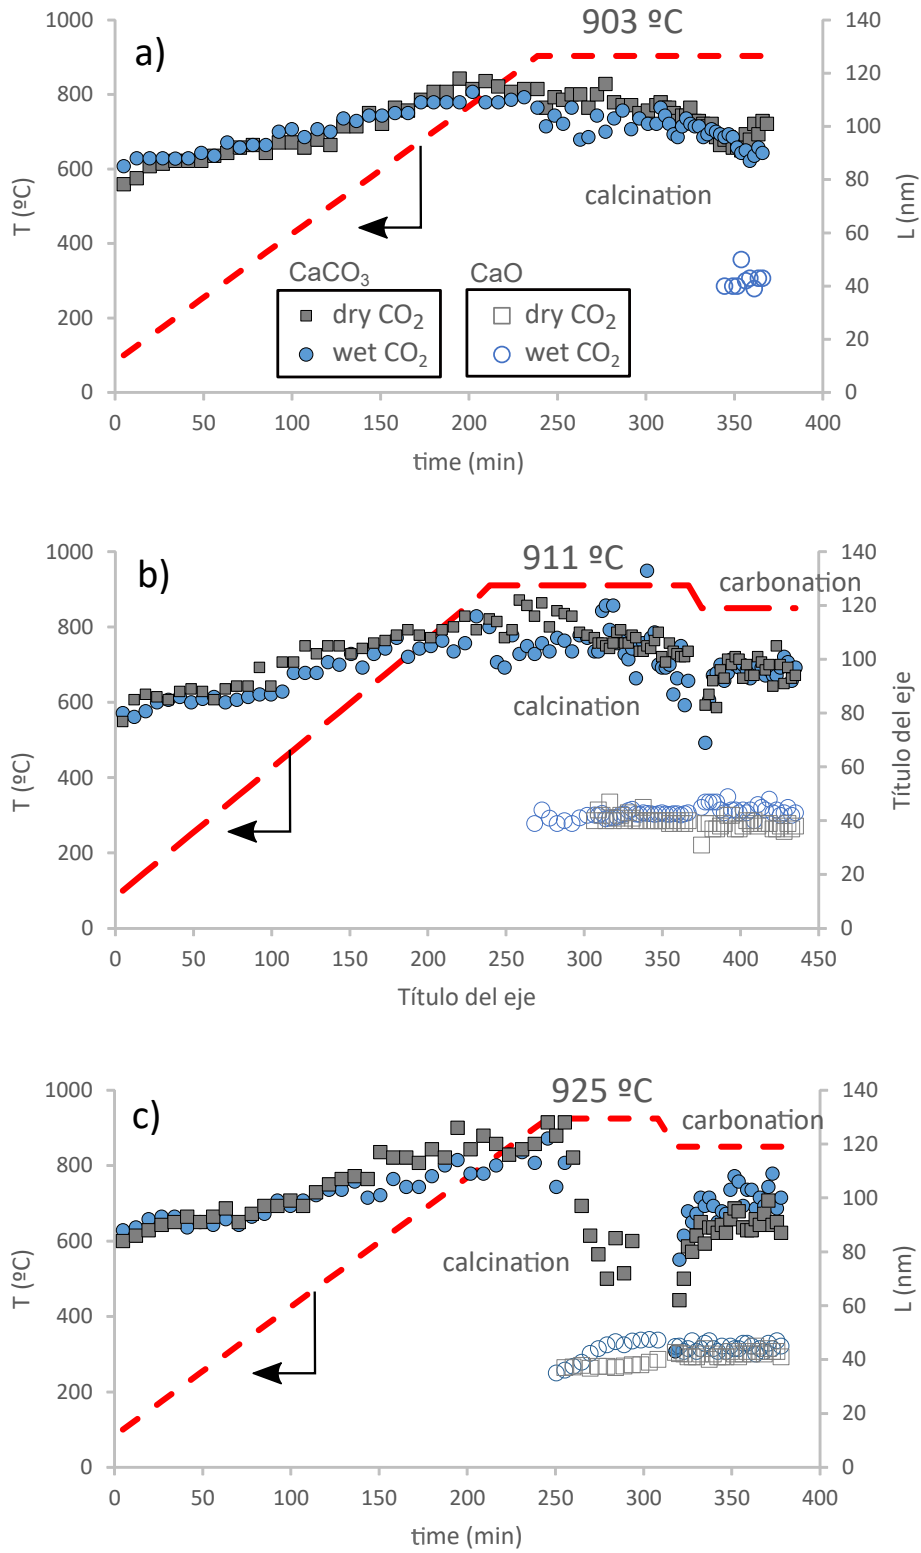 a)
903 ºC
1000
800
600
400
200
0
T (ºC)
140
120
100
80
60
40
20
0
L (nm)
calcination
CaCO₃
dry CO₂
wet CO₂
CaO
dry CO₂
wet CO₂
0 50 100 150 200 250 300 350 400
time (min)
b)
911 ºC
carbonation
1000
800
600
400
200
0
T (ºC)
140
120
100
80
60
40
20
0
Título del eje
calcination
0 50 100 150 200 250 300 350 400 450
Título del eje
c)
925 ºC
carbonation
1000
800
600
400
200
0
T (ºC)
140
120
100
80
60
40
20
0
L (nm)
calcination
0 50 100 150 200 250 300 350 400
time (min)